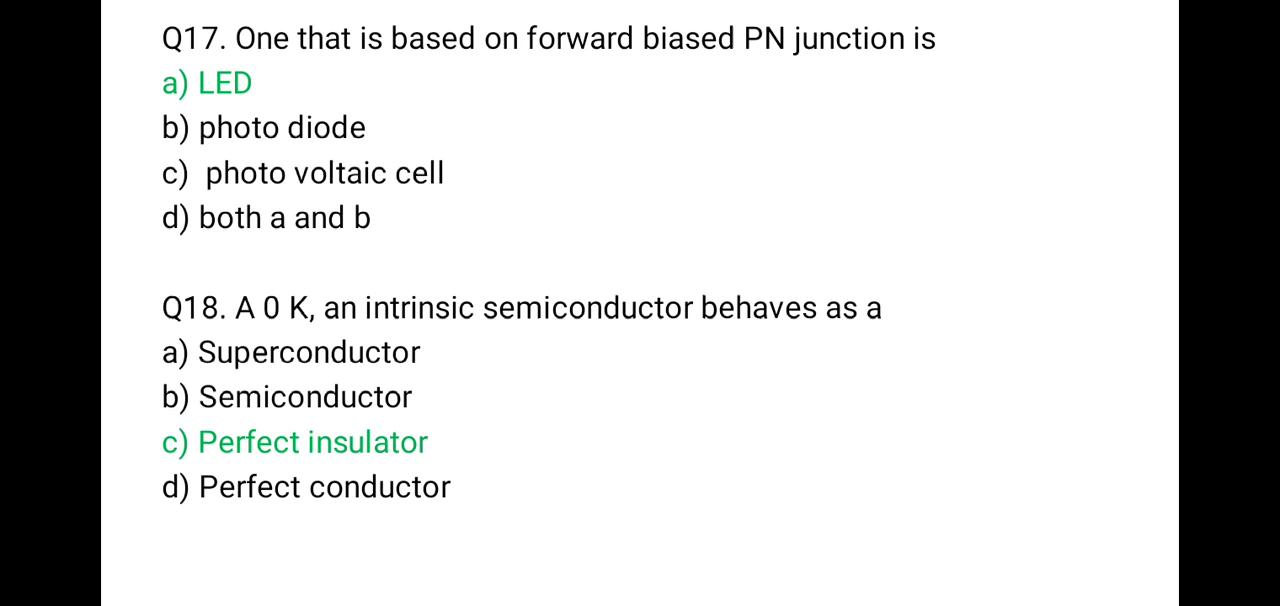 Q17. One that is based on forward biased PN junction is
a) LED
b) photo diode
c) photo voltaic cell
d) both a and b
Q18. A 0 K, an intrinsic semiconductor behaves as a
a) Superconductor
b) Semiconductor
c) Perfect insulator
d) Perfect conductor